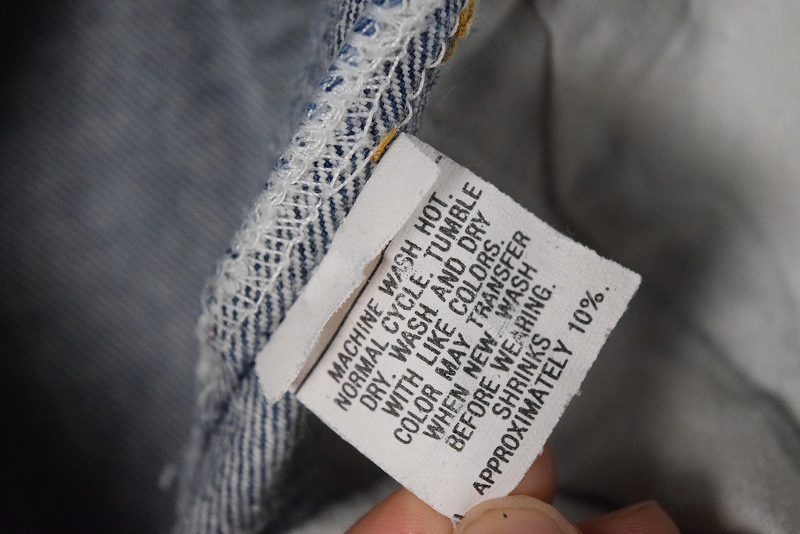 MACHINE WASH HOT.
NORMAL CYCLE. TUMBLE
DRY. WASH AND DRY
WITH LIKE COLORS.
COLOR MAY TRANSFER
WHEN NEW. WASH
BEFORE WEARING.
SHRINKS
APPROXIMATELY 10%.